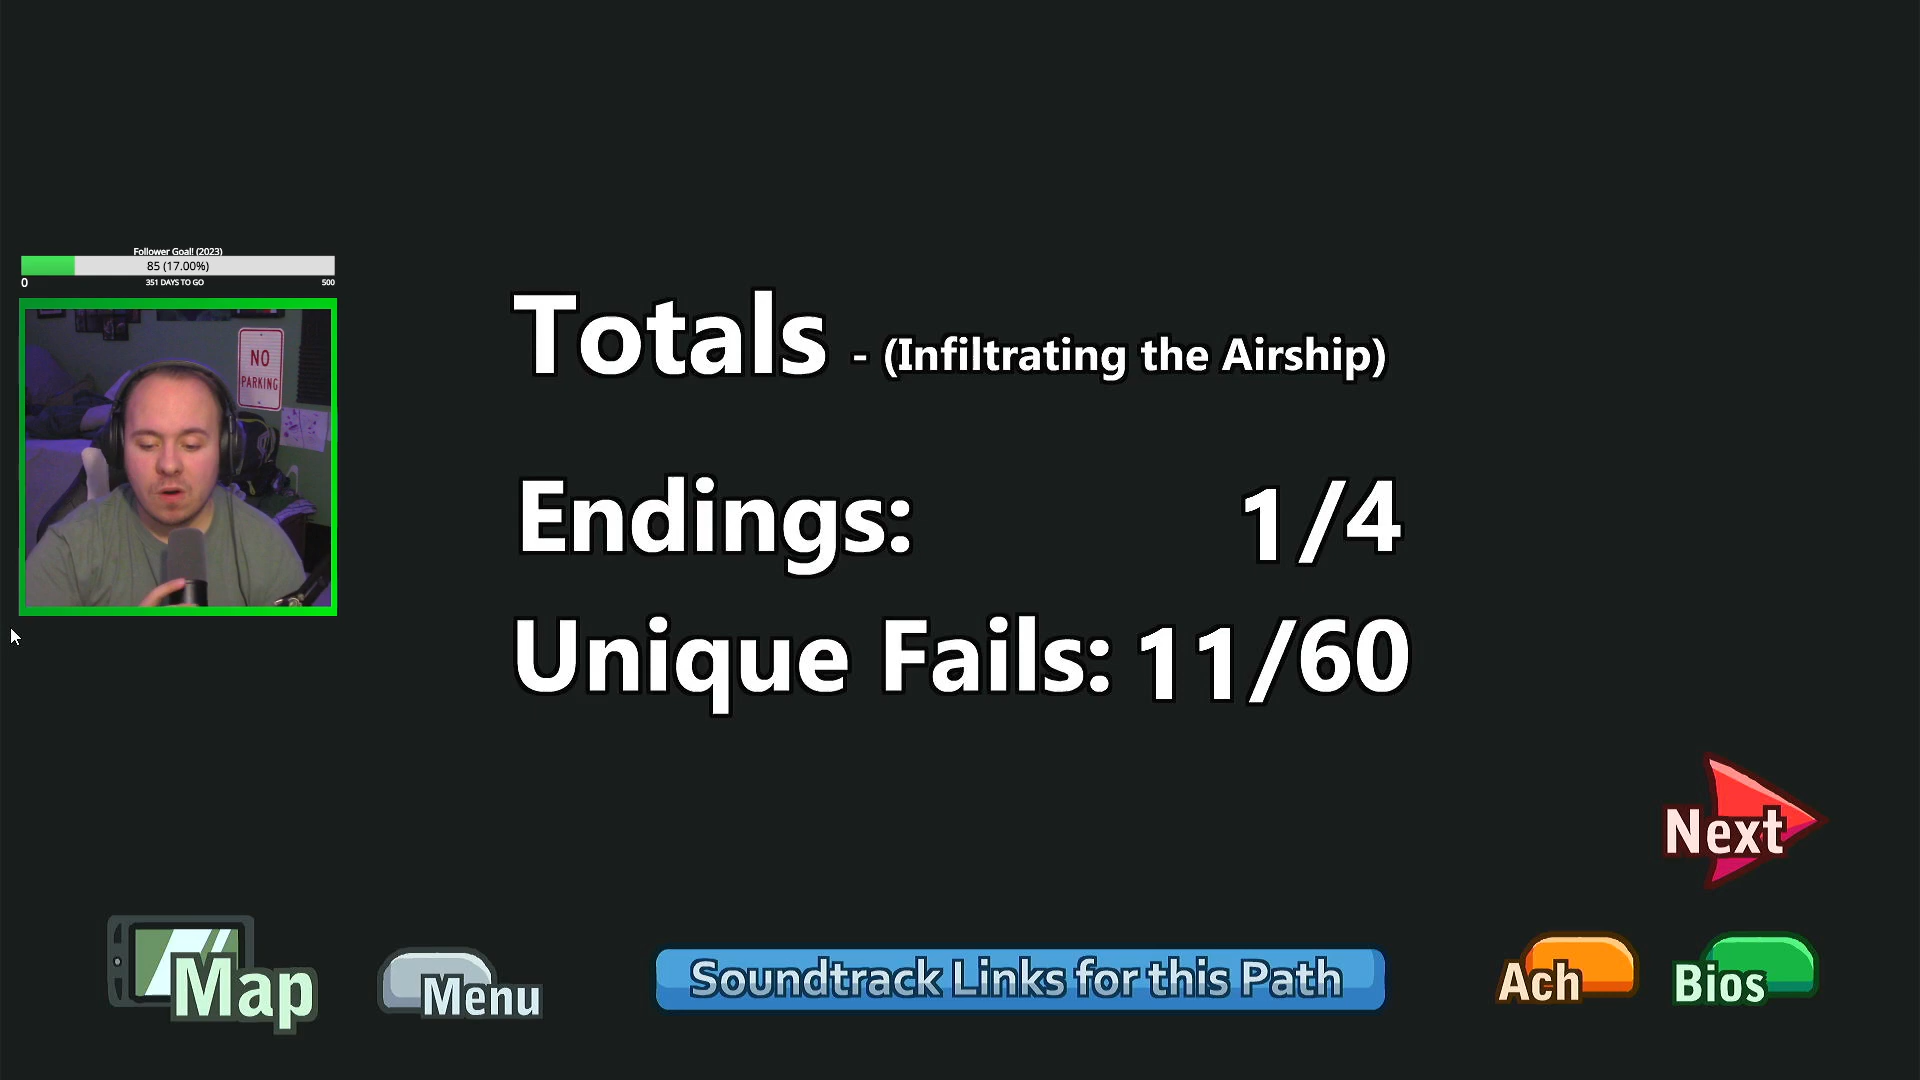 Follower Goal! (2023)
85 (17.00%)
0 351 DAYS TO GO 500
NO
PARKING
Totals - (Infiltrating the Airship)
Endings: 1/4
Unique Fails: 11/60
Next
Map
Menu
Soundtrack Links for this Path
Ach
Bios